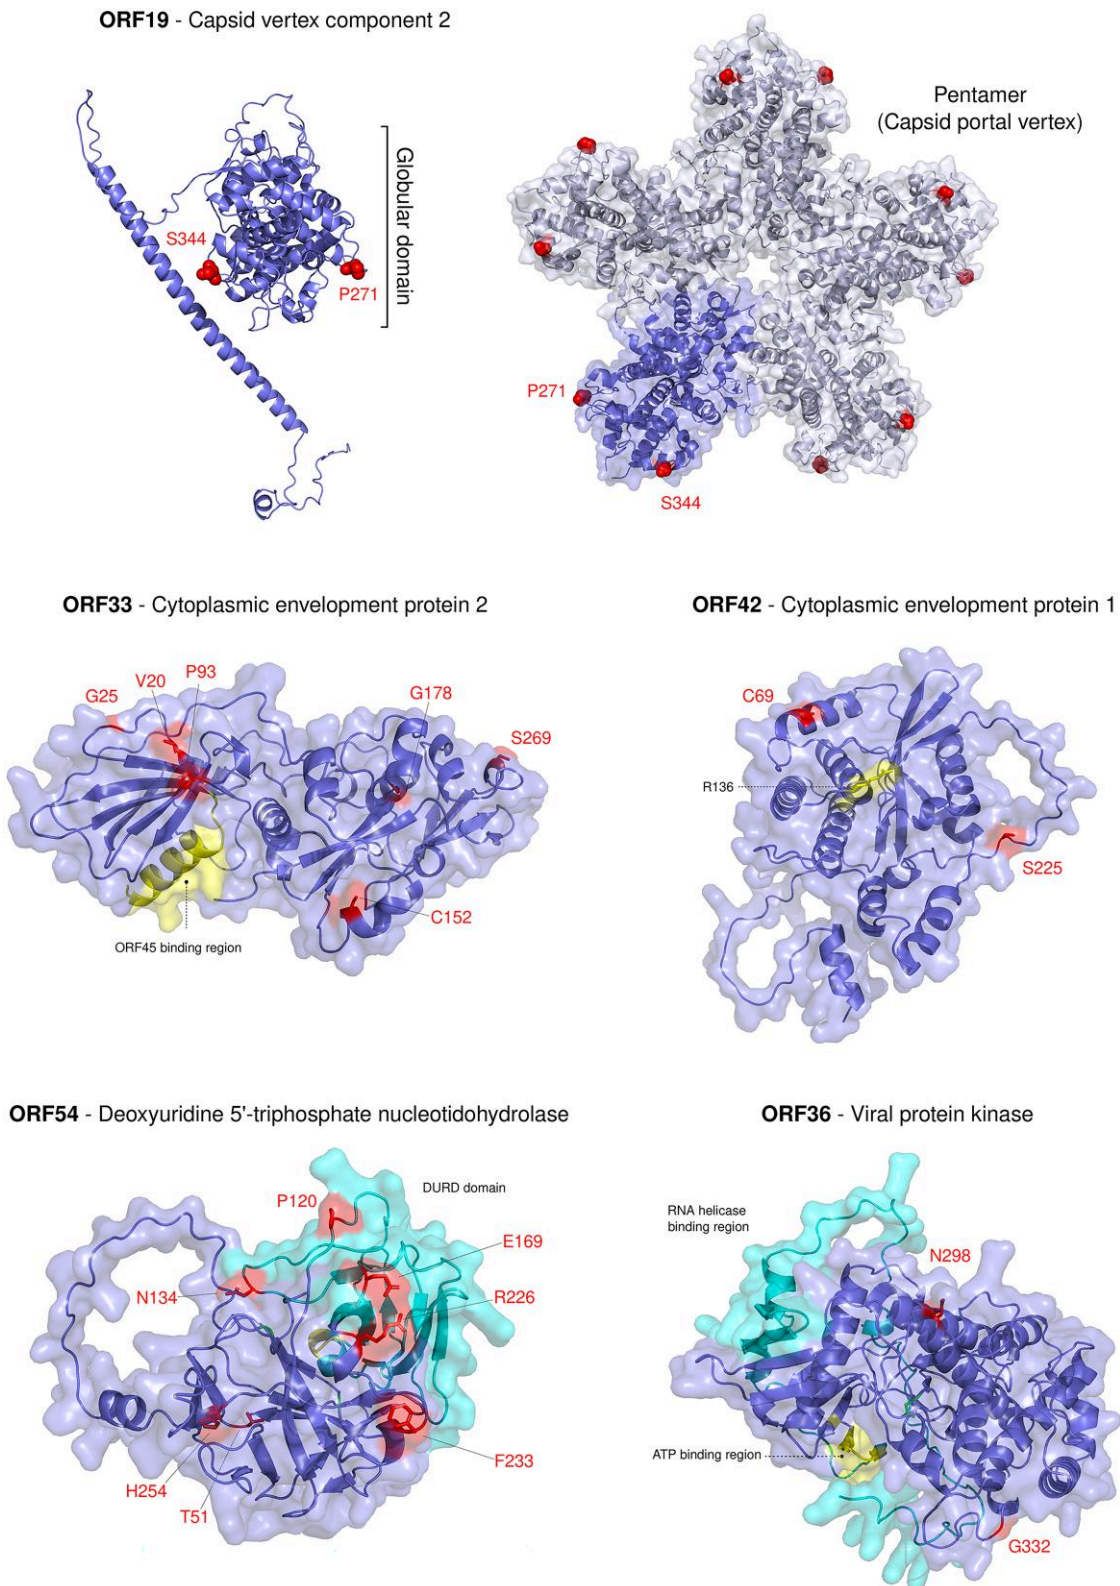 ORF19 - Capsid vertex component 2
Pentamer
(Capsid portal vertex)
Globular domain
S344
P271
P271
S344
ORF33 - Cytoplasmic envelopment protein 2
ORF42 - Cytoplasmic envelopment protein 1
G25
V20
P93
G178
S269
C152
ORF45 binding region
C69
R136
S225
ORF54 - Deoxyuridine 5'-triphosphate nucleotidohydrolase
ORF36 - Viral protein kinase
P120
DURD domain
E169
N134
R226
H254
T51
F233
RNA helicase
binding region
N298
ATP binding region
G332